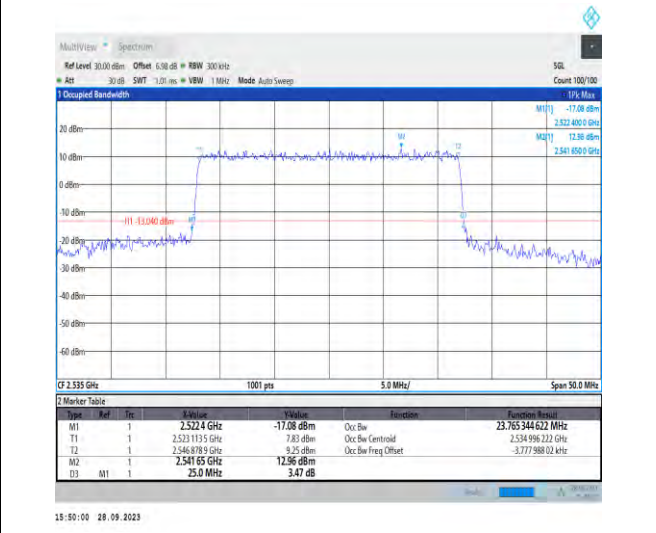 MultiView Spectrum
Ref Level 30.00 dBm Offset 6.98 dB RBW 300 kHz SGL
Att 30 dB SWT 1.01 ms VBW 1 MHz Mode Auto Sweep Count 100/100
1 Occupied Bandwidth 1Pk Max
M1[1] -17.08 dBm
2.522 400 0 GHz
M2[1] 12.96 dBm
2.541 650 0 GHz
20 dBm
M2
T1
T2
10 dBm
0 dBm
-10 dBm
H1 -13.040 dBm
M1
D3
-20 dBm
-30 dBm
-40 dBm
-50 dBm
-60 dBm
CF 2.535 GHz 1001 pts 5.0 MHz/ Span 50.0 MHz
2 Marker Table
Type Ref Trc X-Value Y-Value Function Function Result
M1 1 2.522 4 GHz -17.08 dBm Occ Bw 23.765 344 622 MHz
T1 1 2.523 113 5 GHz 7.83 dBm Occ Bw Centroid 2.534 996 222 GHz
T2 1 2.546 878 9 GHz 9.25 dBm Occ Bw Freq Offset -3.777 988 02 kHz
M2 1 2.541 65 GHz 12.96 dBm
D3 M1 1 25.0 MHz 3.47 dB
15:50:00 28.09.2023